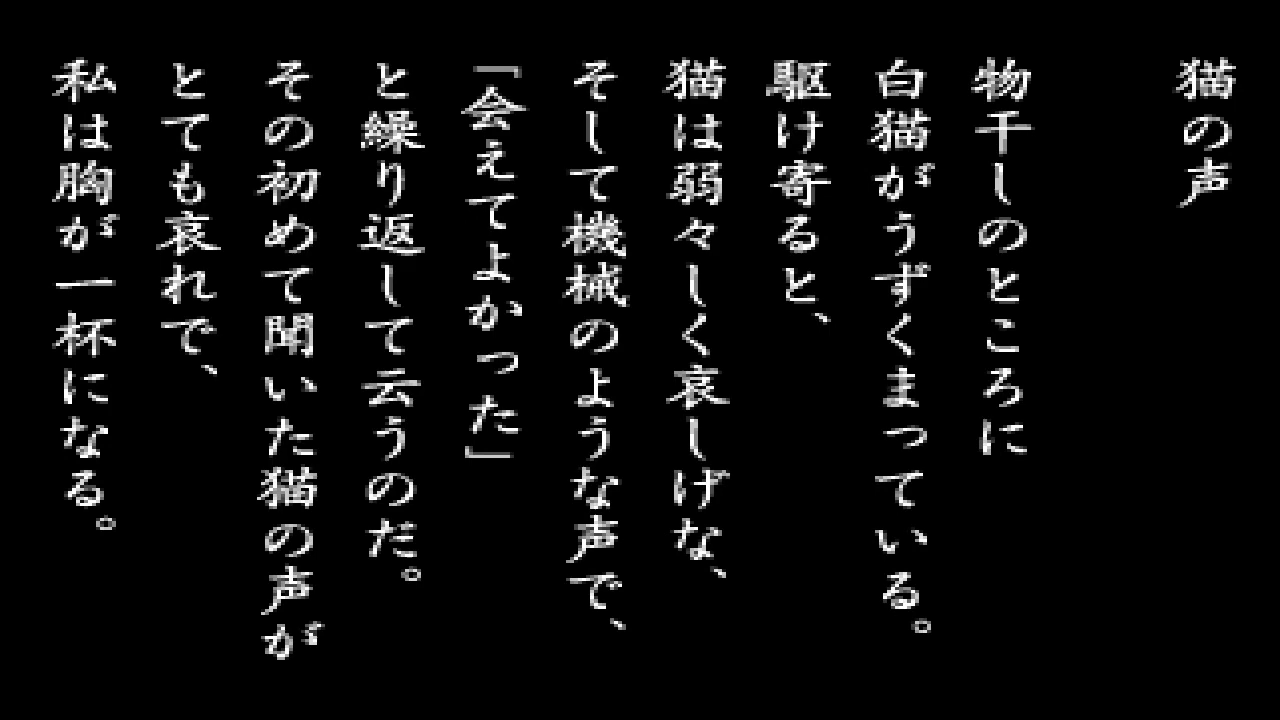 猫の声
物干しのところに
白猫がうずくまっている。
駆け寄ると、
猫は弱々しく哀しげな、
そして機械のような声で、
「会えてよかった」
と繰り返して云うのだ。
その初めて聞いた猫の声が
とても哀れで、
私は胸が一杯になる。